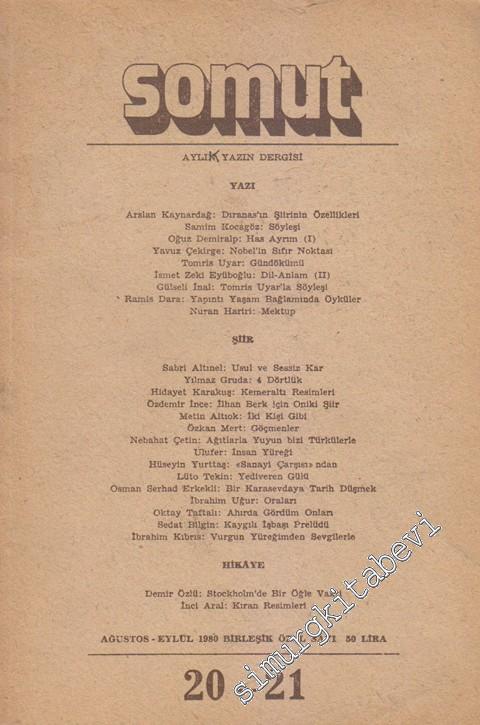 somut
AYLIK YAZIN DERGİSİ
YAZI
Arslan Kaynardağ: Dıranas'ın Şiirinin Özellikleri
Samim Kocagöz: Söyleşi
Oğuz Demiralp: Has Ayrım (I)
Yavuz Çekirge: Nobel'in Sıfır Noktası
Tomris Uyar: Gündökümü
İsmet Zeki Eyüboğlu: Dil-Anlam (II)
Gülseli İnal: Tomris Uyar'la Söyleşi
Ramis Dara: Yapıntı Yaşam Bağlamında Öyküler
Nuran Hariri: Mektup
ŞİİR
Sabri Altınel: Usul ve Sessiz Kar
Yılmaz Gruda: 4 Dörtlük
Hidayet Karakuş: Kemeraltı Resimleri
Özdemir İnce: İlhan Berk için Oniki Şiir
Metin Altıok: İki Kişi Gibi
Özkan Mert: Göçmenler
Nebahat Çetin: Ağıtlarla Yuyun bizi Türkülerle
Ulufer: İnsan Yüreği
Hüseyin Yurttaş: «Sanayi Çarşısı» ndan
Lüto Tekin: Yediveren Gülü
Osman Serhad Erkekli: Bir Karasevdaya Tarih Düşmek
İbrahim Uğur: Oraları
Oktay Taftalı: Ahırda Gördüm Onları
Sedat Bilgin: Kaygılı İşbaşı Prelüdü
İbrahim Kıbrıs: Vurgun Yüreğimden Sevgilerle
HİKÂYE
Demir Özlü: Stockholm'de Bir Öğle Vakti
İnci Aral: Kıran Resimleri
AĞUSTOS - EYLÜL 1980 BİRLEŞİK ÖZEL SAYI 50 LİRA
20 - 21
simurgkitabevi